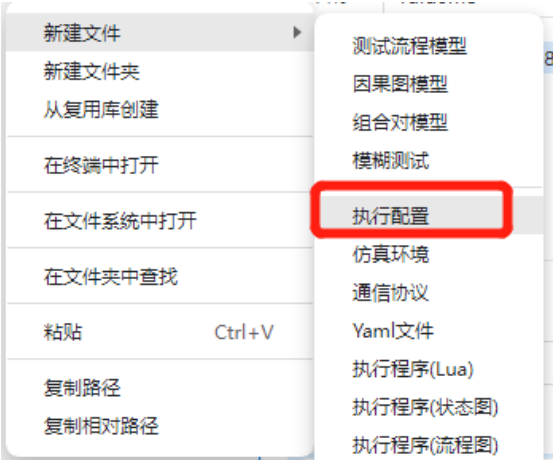 新建文件
新建文件夹
从复用库创建
在终端中打开
在文件系统中打开
在文件夹中查找
粘贴 Ctrl+V
复制路径
复制相对路径
测试流程模型
因果图模型
组合对模型
模糊测试
执行配置
仿真环境
通信协议
Yaml文件
执行程序(Lua)
执行程序(状态图)
执行程序(流程图)
8